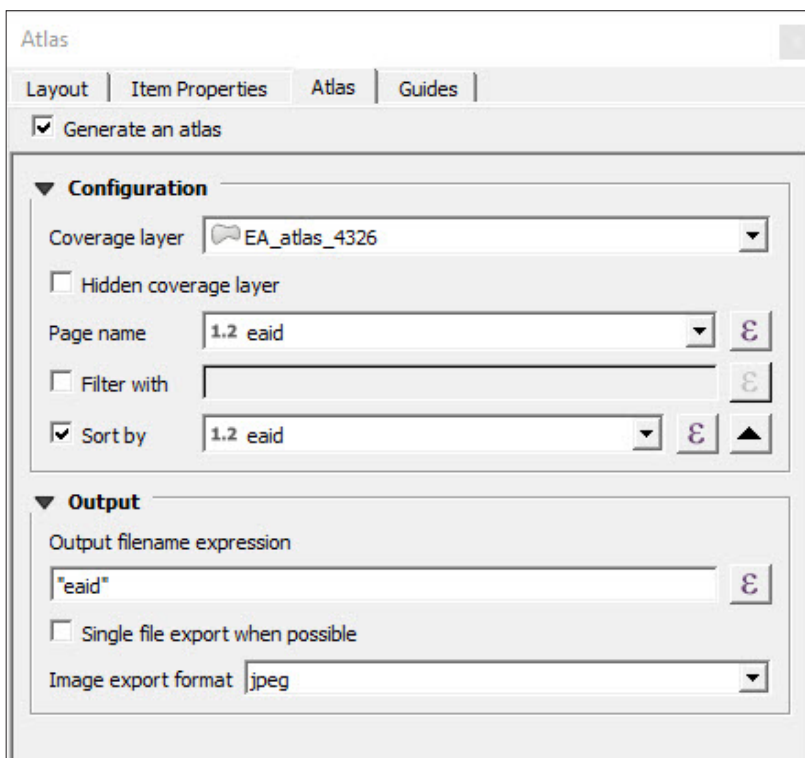 Atlas
Layout Item Properties Atlas Guides
Generate an atlas
Configuration
Coverage layer EA_atlas_4326
Hidden coverage layer
Page name 1.2 eaid ε
Filter with ε
Sort by 1.2 eaid ε
Output
Output filename expression
"eaid" ε
Single file export when possible
Image export format jpeg